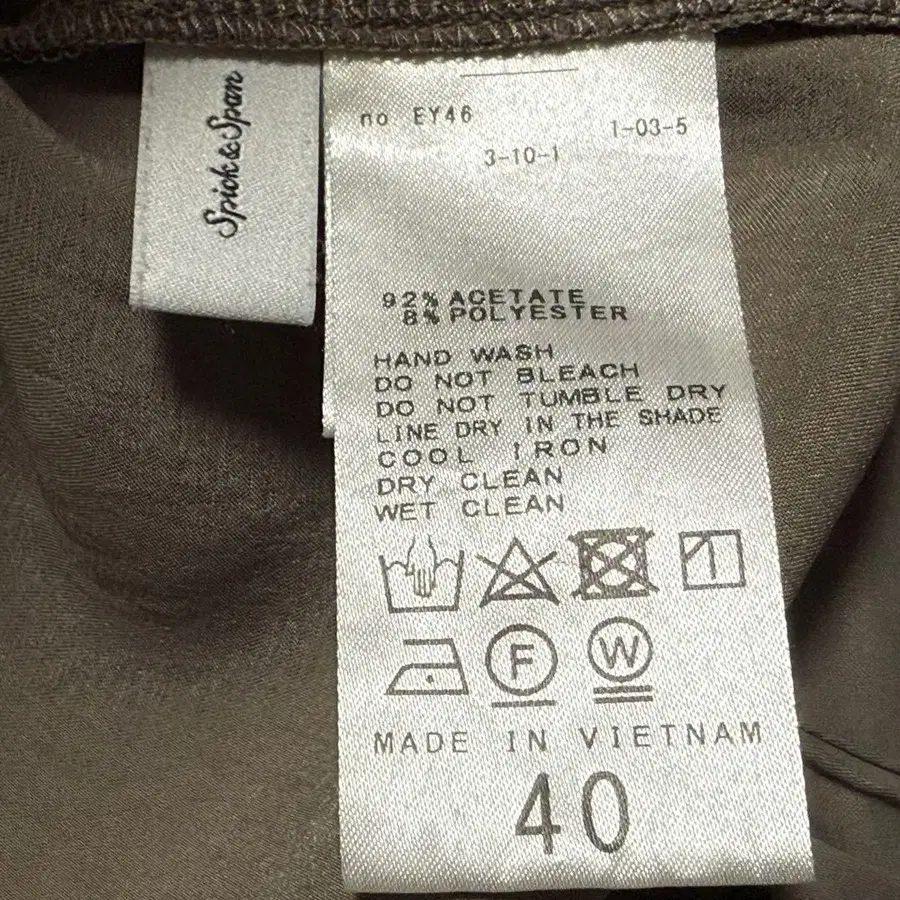 Spick&Span
no. EY46
1-03-5
3-10-1
92% ACETATE
8% POLYESTER
HAND WASH
DO NOT BLEACH
DO NOT TUMBLE DRY
LINE DRY IN THE SHADE
COOL IRON
DRY CLEAN
WET CLEAN
F W
MADE IN VIETNAM
40